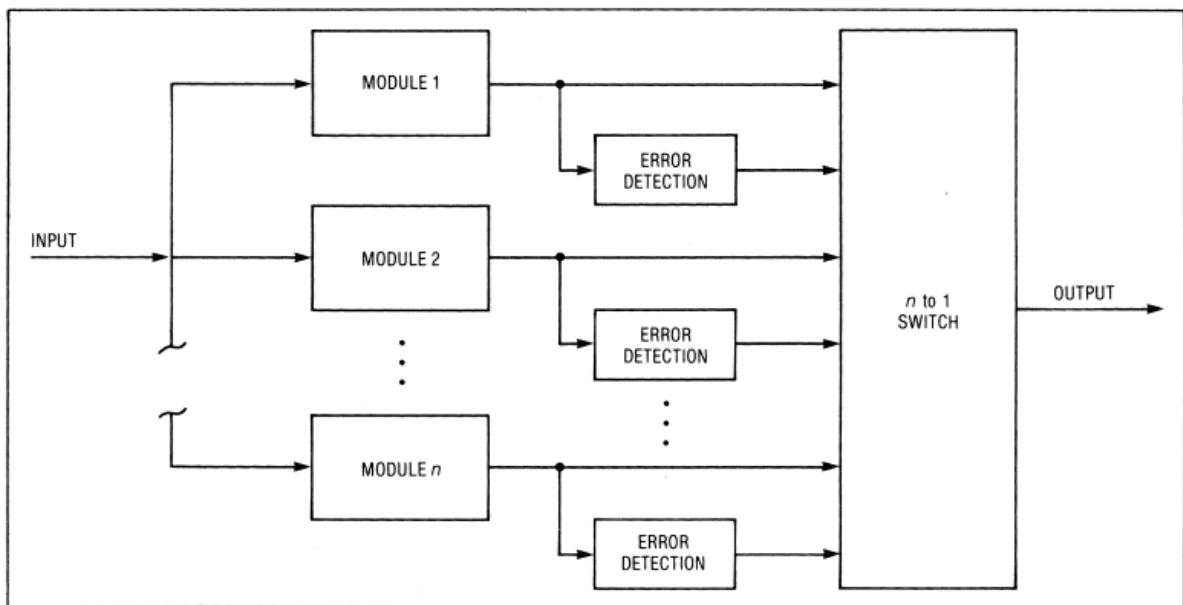 MODULE 1
ERROR
DETECTION
INPUT
MODULE 2
ERROR
DETECTION
n to 1
SWITCH
OUTPUT
MODULE n
ERROR
DETECTION